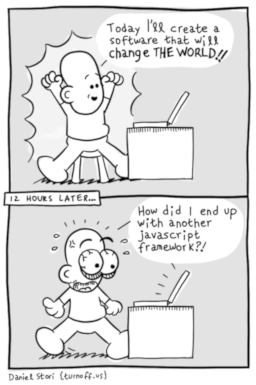 Today I'll create a
software that will
change THE WORLD!!
12 HOURS LATER...
How did I end up
with another
javascript
framework?!
Daniel Stori {turnoff.us}